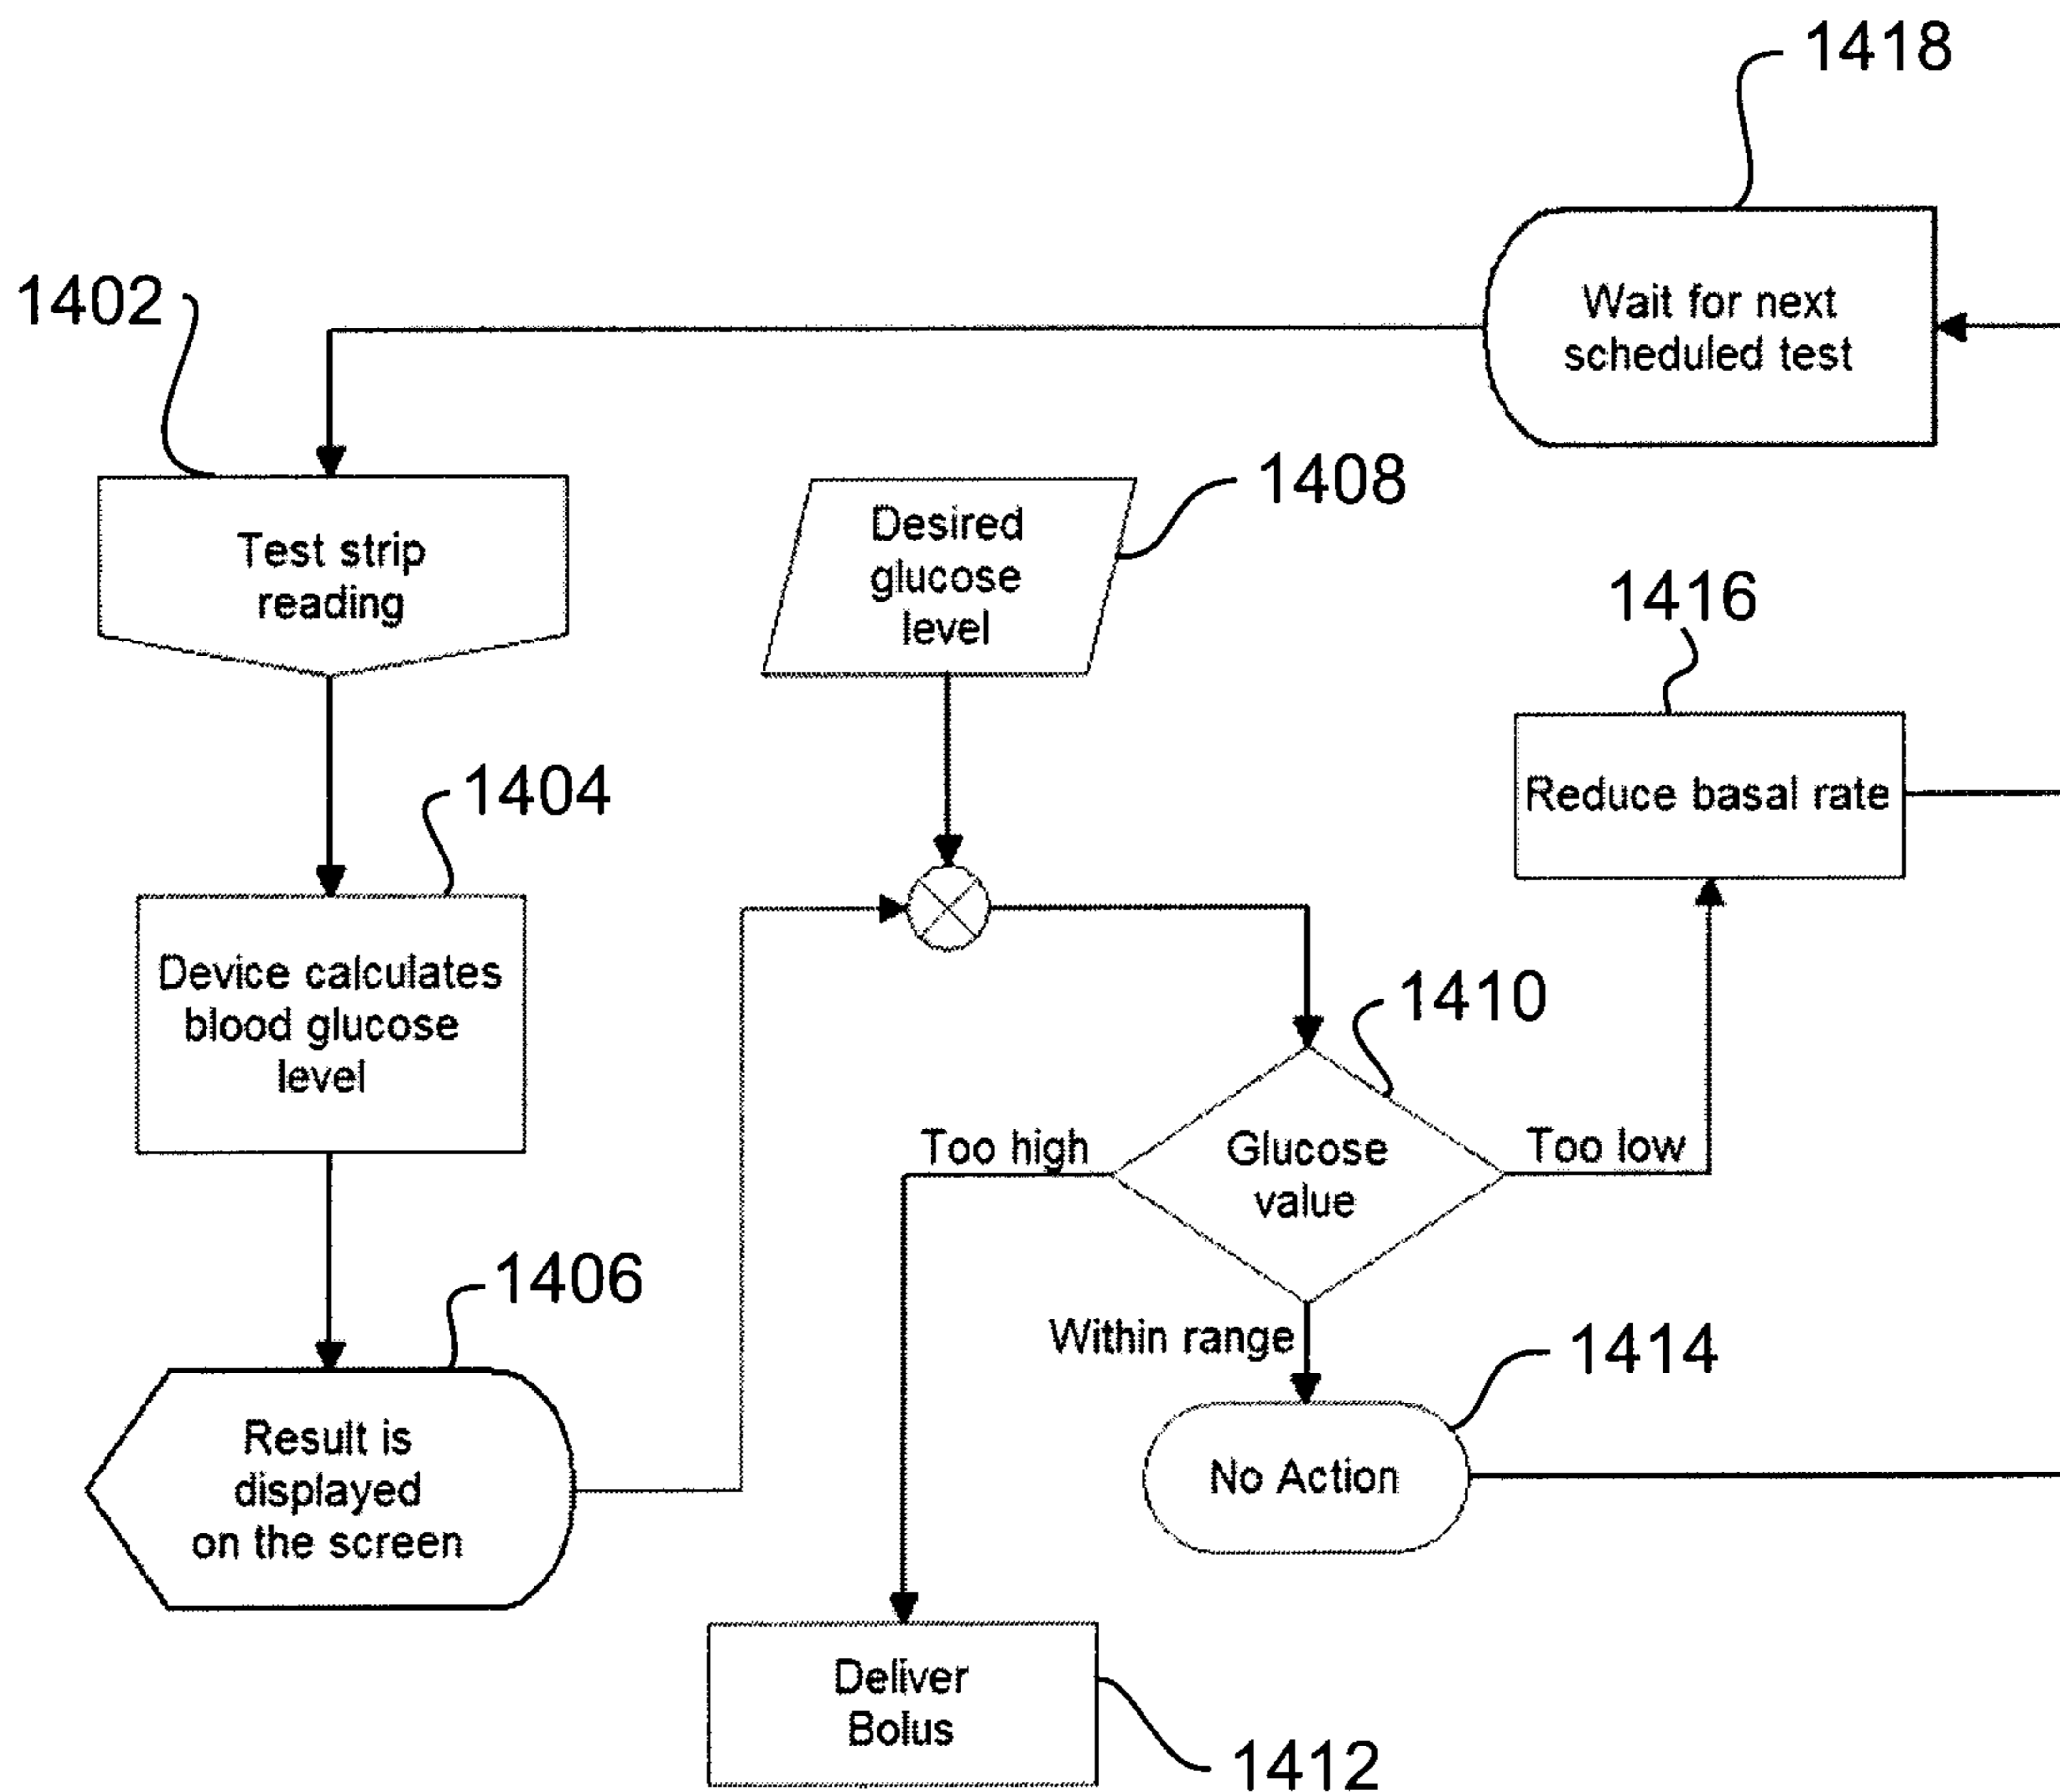 1418
Wait for next
scheduled test
1402
Test strip
reading
Desired
glucose
level
1408
1416
Reduce basal rate
1404
Device calculates
blood glucose
level
1410
Too high
Glucose
value
Too low
1406
Result is
displayed
on the screen
Within range
1414
No Action
Deliver
Bolus
1412